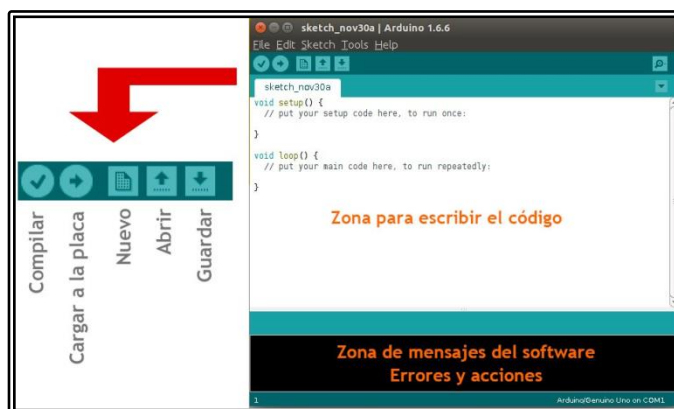 sketch_nov30a | Arduino 1.6.6
File Edit Sketch Tools Help
sketch_nov30a
void setup() {
// put your setup code here, to run once:
}
void loop() {
// put your main code here, to run repeatedly:
}
Zona para escribir el código
Zona de mensajes del software
Errores y acciones
1
Arduino/Genuino Uno on COM1
Compilar
Cargar a la placa
Nuevo
Abrir
Guardar